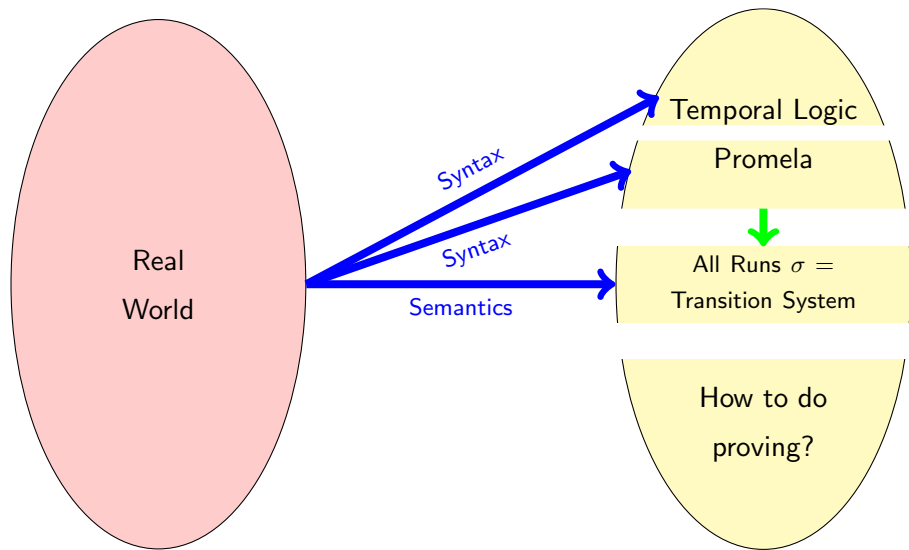 Real
World
Syntax
Syntax
Semantics
Temporal Logic
Promela
All Runs σ =
Transition System
How to do
proving?